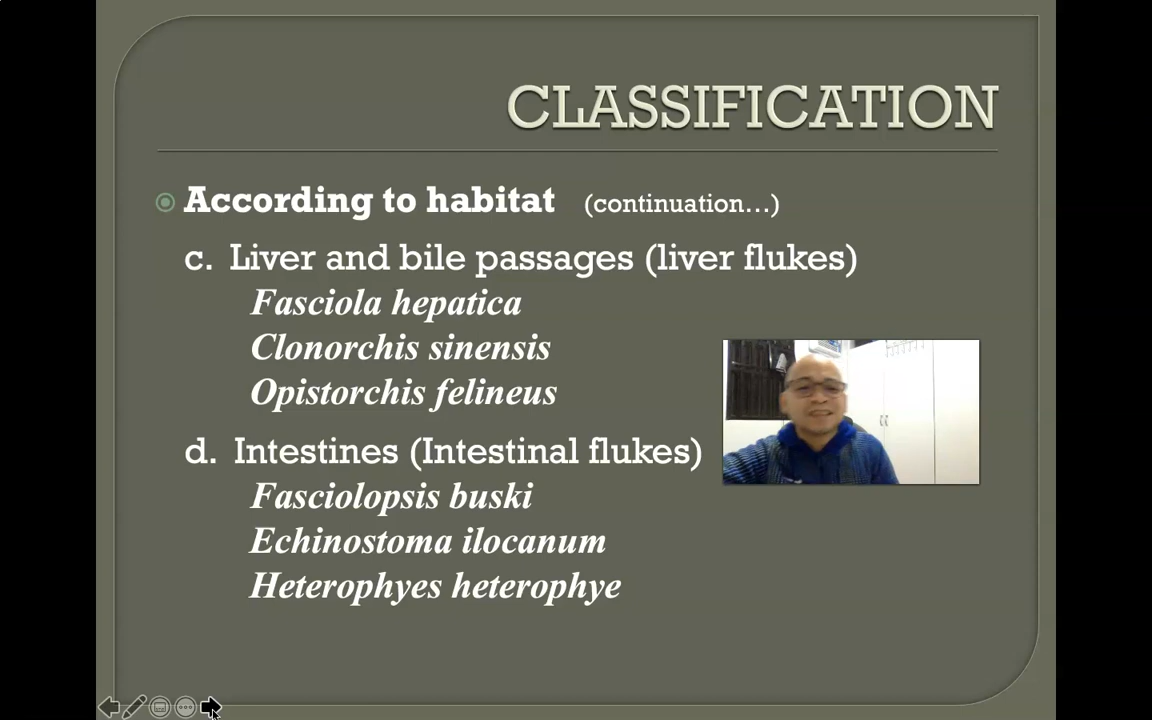 CLASSIFICATION
According to habitat (continuation...)
c. Liver and bile passages (liver flukes)
Fasciola hepatica
Clonorchis sinensis
Opistorchis felineus
d. Intestines (Intestinal flukes)
Fasciolopsis buski
Echinostoma ilocanum
Heterophyes heterophye